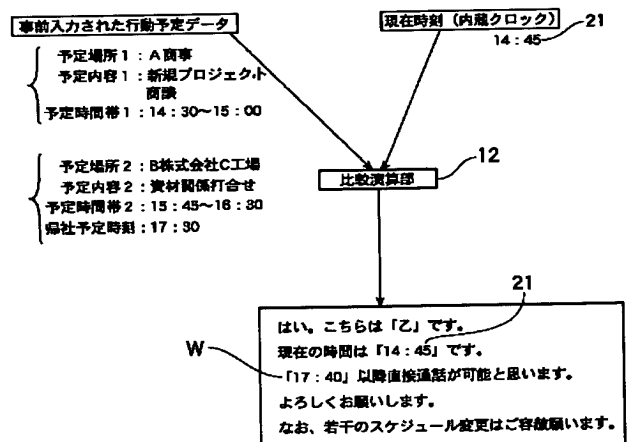 事前入力された行動予定データ
現在時刻（内蔵クロック）
21
14：45
予定場所1：A商事
予定内容1：新規プロジェクト
商談
予定時間帯1：14：30～15：00
予定場所2：B株式会社C工場
予定内容2：資材関係打合せ
予定時間帯2：15：45～16：30
帰社予定時刻：17：30
12
比較演算部
21
W
はい。こちらは「乙」です。
現在の時間は「14：45」です。
「17：40」以降直接通話が可能と思います。
よろしくお願いします。
なお、若干のスケジュール変更はご容赦願います。